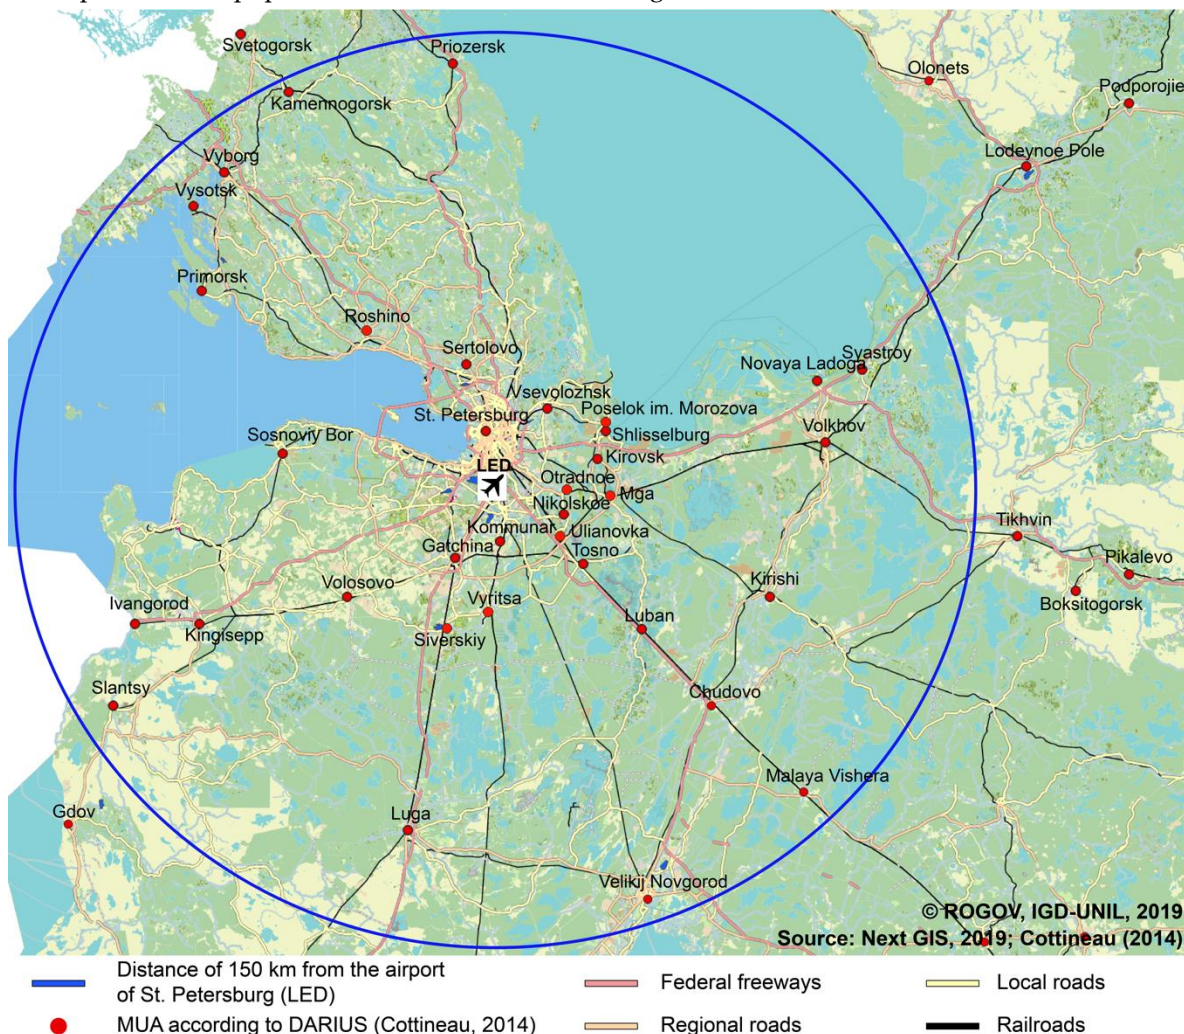 Svetogorsk
Priozersk
Olonets
Podporojie
Kamennogorsk
Vyborg
Lodeynoe Pole
Vysotsk
Primorsk
Roshino
Sertolovo
Novaya Ladoga
Syastroy
Vsevolozhsk
St. Petersburg
Poselok im. Morozova
Sosnoviy Bor
Shlisselburg
Volkhov
LED
Kirovsk
Otradnoe
Mga
Nikolskoe
Kommunar
Ulianovka
Tikhvin
Gatchina
Tosno
Pikalevo
Volosovo
Kirishi
Vyritsa
Boksitogorsk
Ivangorod
Luban
Kingisepp
Siverskiy
Slantsy
Chudovo
Malaya Vishera
Gdov
Luga
Velikij Novgorod
© ROGOV, IGD-UNIL, 2019
Source: Next GIS, 2019; Cottineau (2014)
Distance of 150 km from the airport
of St. Petersburg (LED)
Federal freeways
Local roads
MUA according to DARIUS (Cottineau, 2014)
Regional roads
Railroads